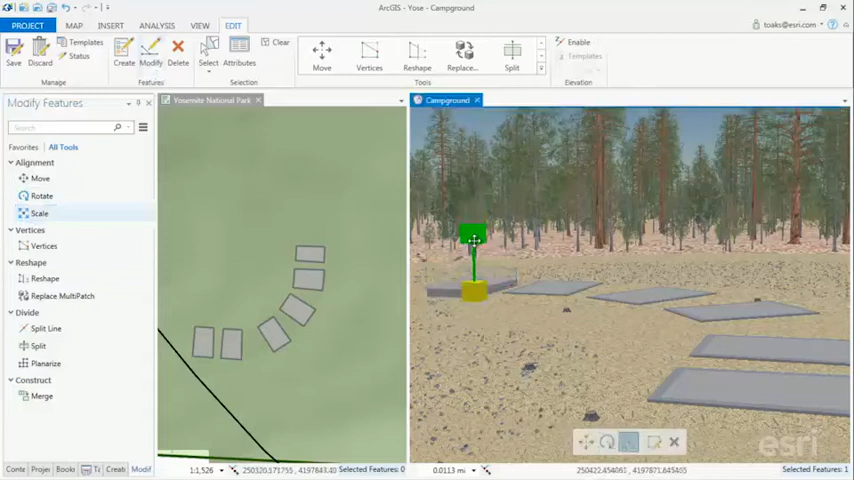 ArcGIS - Yose - Campground
PROJECT MAP INSERT ANALYSIS VIEW EDIT
toaks@esri.com
Save Discard Templates Status Create Modify Delete Select Attributes Clear Move Vertices Reshape Replace... Split Enable Templates
Manage Features Selection Tools Elevation
Modify Features
Yosemite National Park
Campground
Search
Favorites All Tools
Alignment
Move
Rotate
Scale
Vertices
Vertices
Reshape
Reshape
Replace MultiPatch
Divide
Split Line
Split
Planarize
Construct
Merge
esri
Conte Projec Bookı Creat Modif
1:1,526
Selected Features: 0
0.0113 mi
250422.454061, 4197871.645405
Selected Features: 1